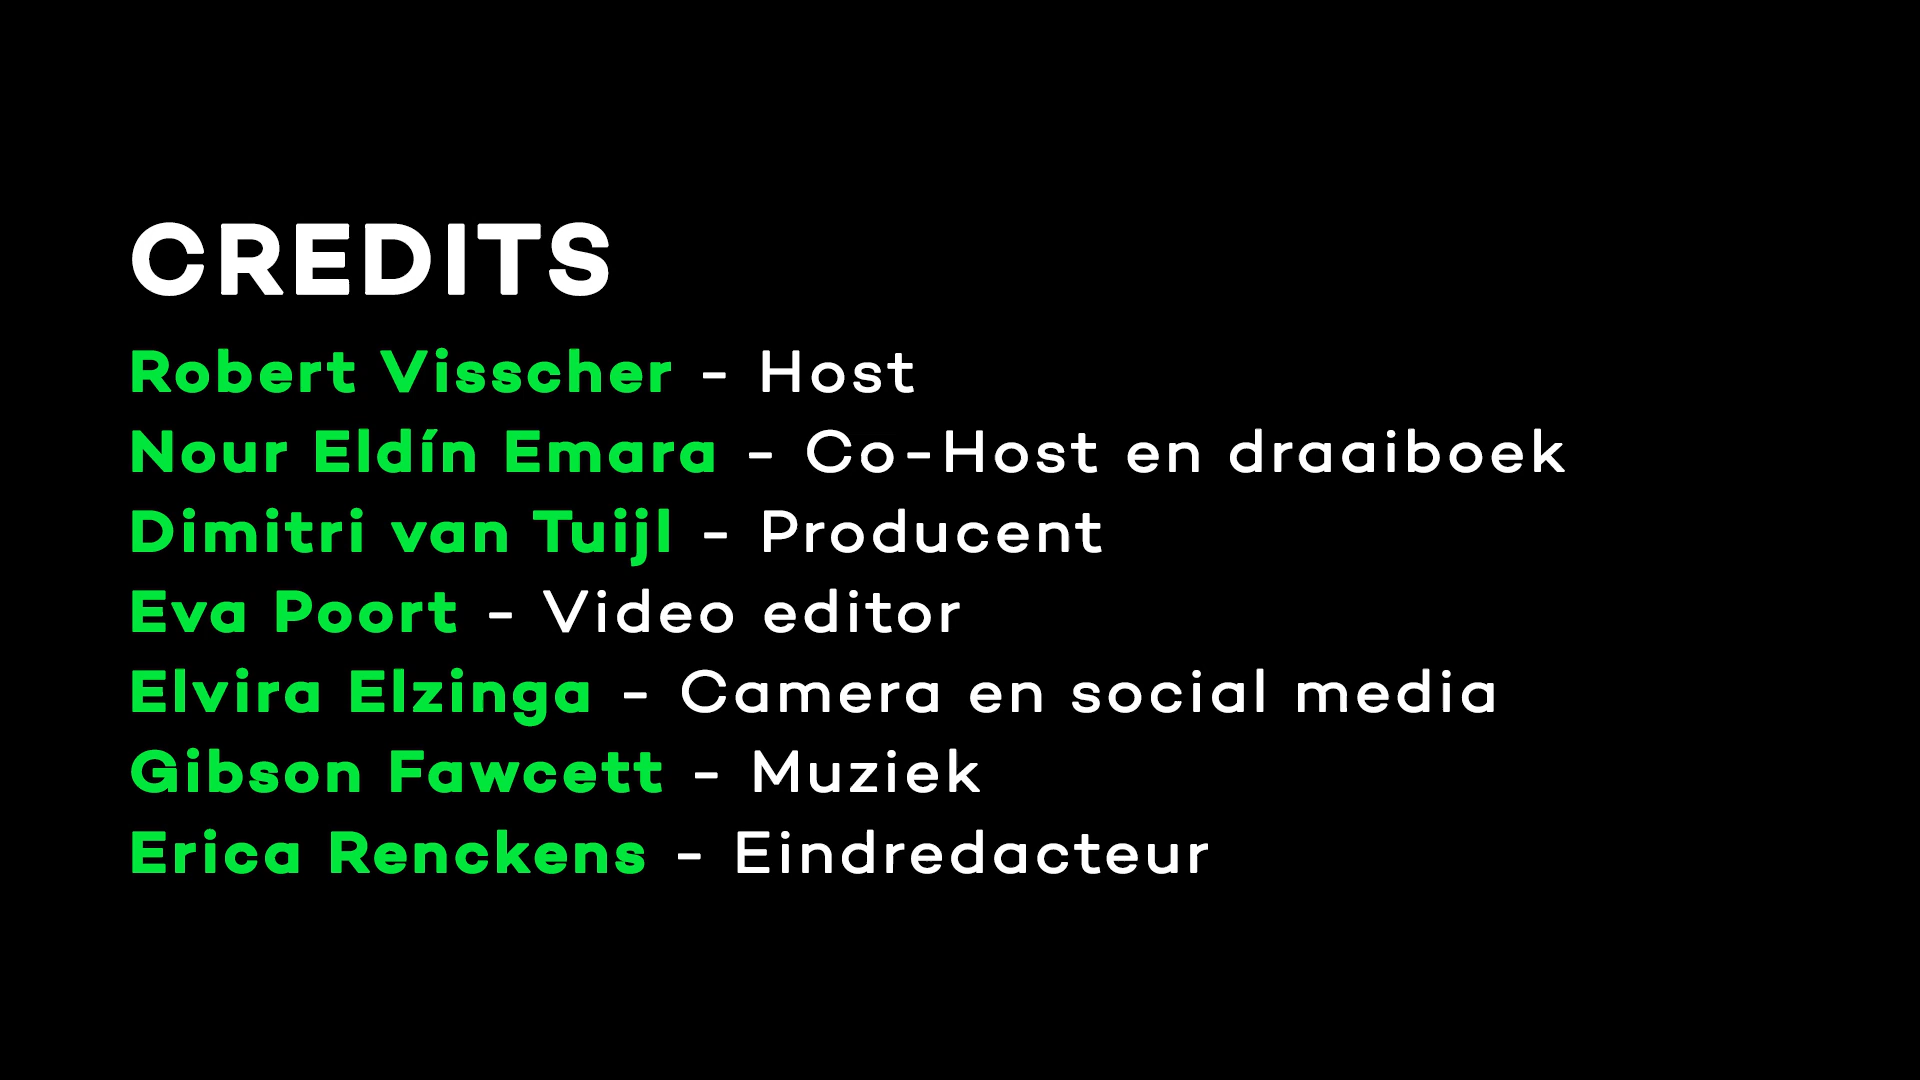 CREDITS
Robert Visscher - Host
Nour Eldín Emara - Co-Host en draaiboek
Dimitri van Tuijl - Producent
Eva Poort - Video editor
Elvira Elzinga - Camera en social media
Gibson Fawcett - Muziek
Erica Renckens - Eindredacteur